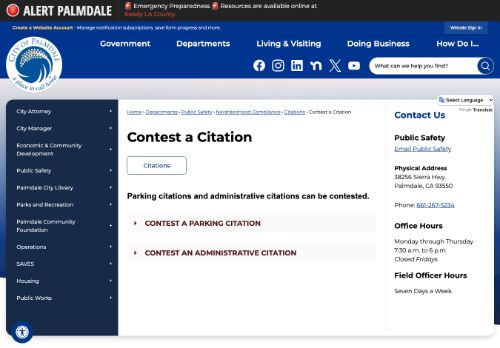 ALERT PALMDALE
Emergency Preparedness Resources are available online at
Ready LA County.
Create a Website Account - Manage notification subscriptions, save form progress and more.
Website Sign In
CITY OF PALMDALE
a place to call home
Government
Departments
Living & Visiting
Doing Business
How Do I...
What can we help you find?
Select Language
Google Translate
City Attorney
City Manager
Economic & Community
Development
Public Safety
Palmdale City Library
Parks and Recreation
Palmdale Community
Foundation
Operations
SAVES
Housing
Public Works
Home › Departments › Public Safety › Neighborhood Compliance › Citations › Contest a Citation
Contest a Citation
Citations
Parking citations and administrative citations can be contested.
CONTEST A PARKING CITATION
CONTEST AN ADMINISTRATIVE CITATION
Contact Us
Public Safety
Email Public Safety
Physical Address
38256 Sierra Hwy.
Palmdale, CA 93550
Phone: 661-267-5234
Office Hours
Monday through Thursday
7:30 a.m. to 6 p.m.
Closed Fridays
Field Officer Hours
Seven Days a Week